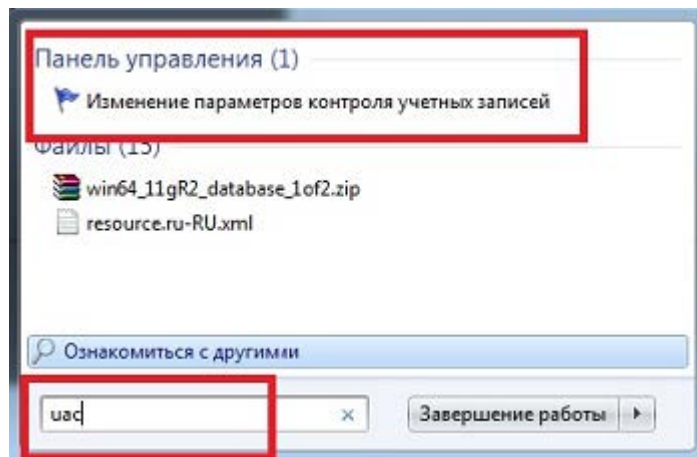 Панель управления (1)
Изменение параметров контроля учетных записей
Файлы (15)
win64_11gR2_database_1of2.zip
resource.ru-RU.xml
Ознакомиться с другими
uac
Завершение работы